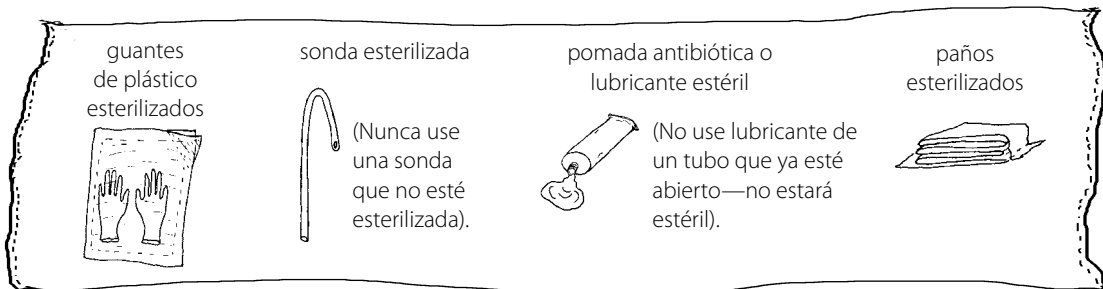 guantes
de plástico
esterilizados
sonda esterilizada
(Nunca use
una sonda
que no esté
esterilizada).
pomada antibiótica o
lubricante estéril
(No use lubricante de
un tubo que ya esté
abierto—no estará
estéril).
paños
esterilizados